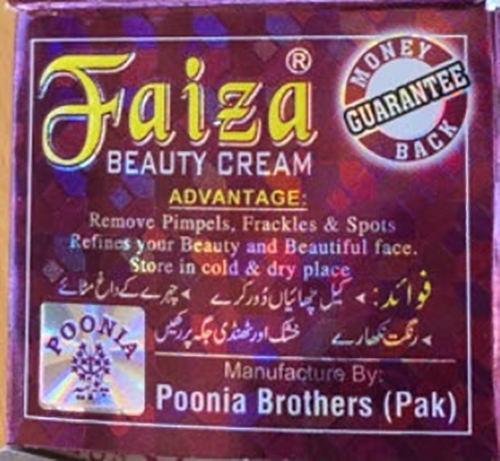 Faiza®
BEAUTY CREAM
MONEY BACK
GUARANTEE
ADVANTAGE:
Remove Pimpels, Frackles & Spots
Refines your Beauty and Beautiful face.
Store in cold & dry place
فوائد: ◂ کیل چھائیاں دُور کرے ◂ چہرے کے داغ مٹائے
◂ رنگت نکھارے خشک اور ٹھنڈی جگہ پر رکھیں
POONIA
Manufacture By:
Poonia Brothers (Pak)